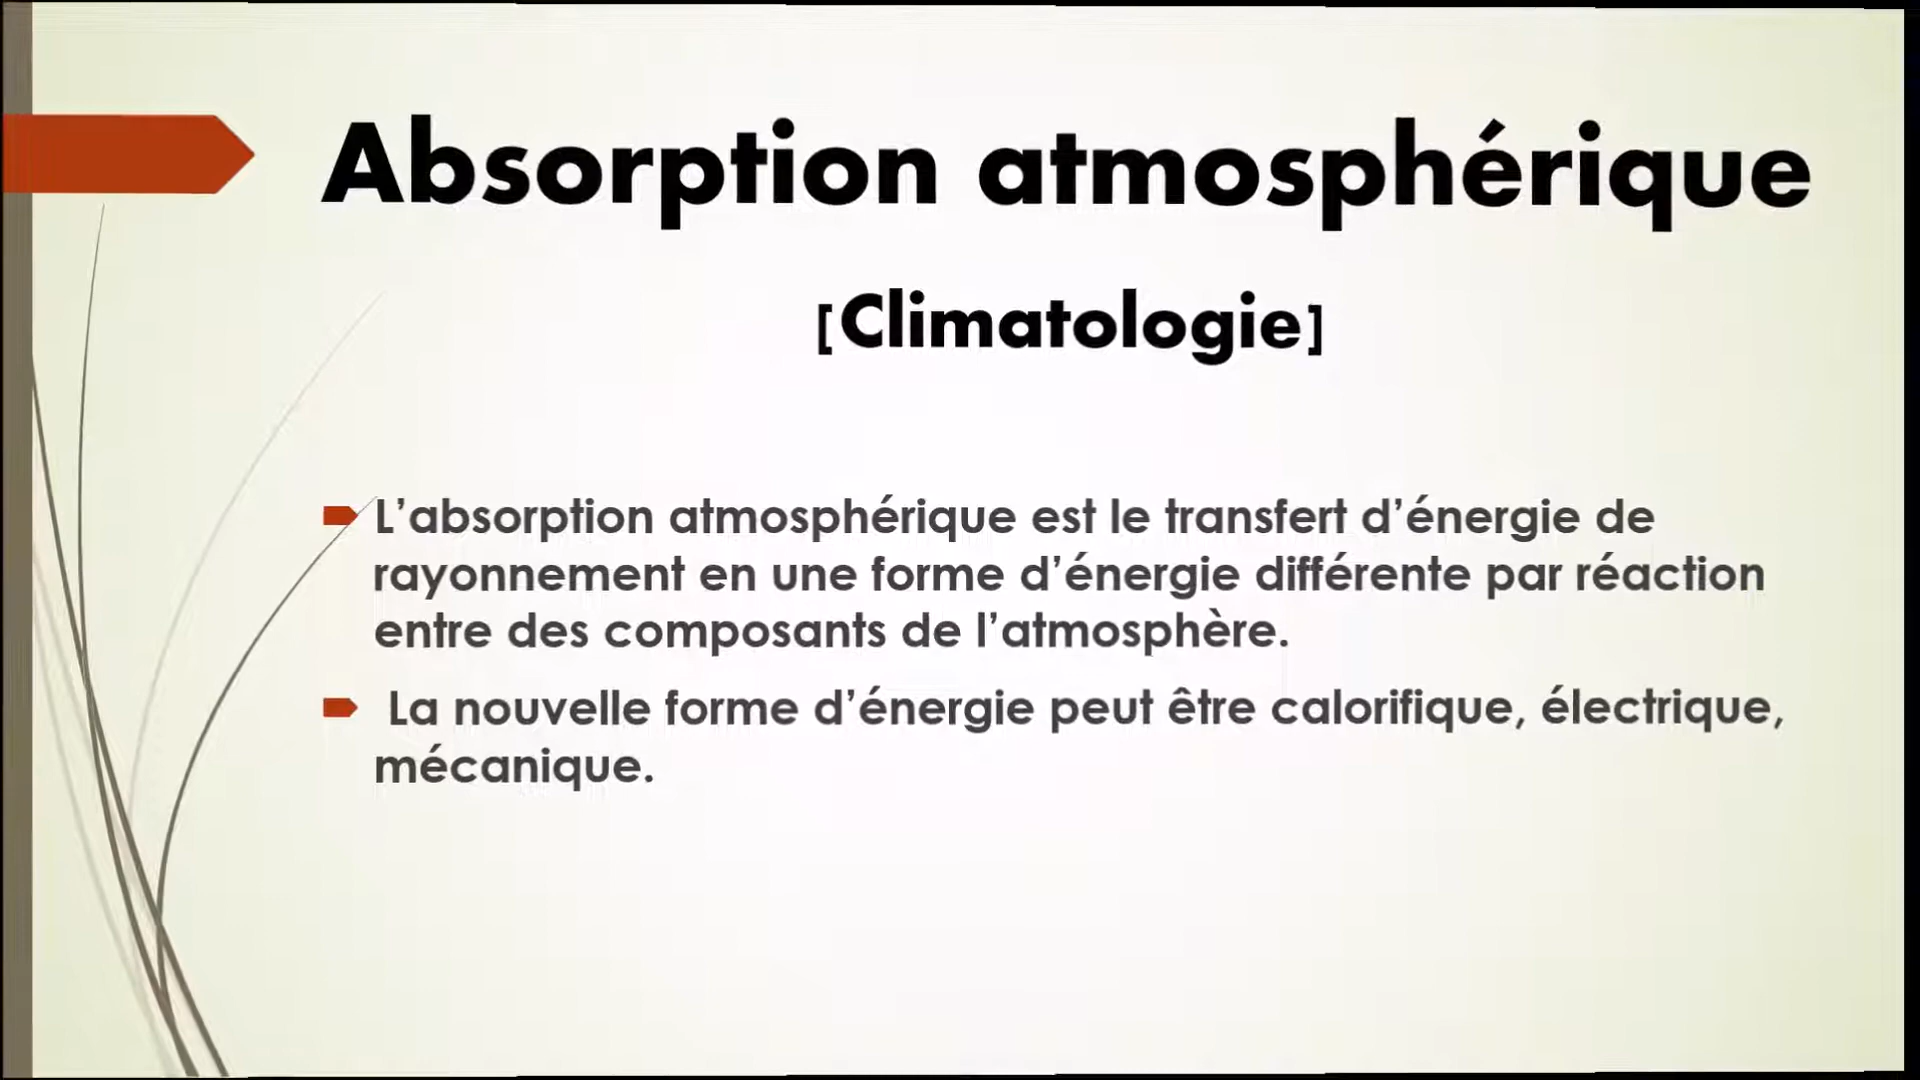 Absorption atmosphérique
[Climatologie]
L’absorption atmosphérique est le transfert d’énergie de
rayonnement en une forme d’énergie différente par réaction
entre des composants de l’atmosphère.
La nouvelle forme d’énergie peut être calorifique, électrique,
mécanique.